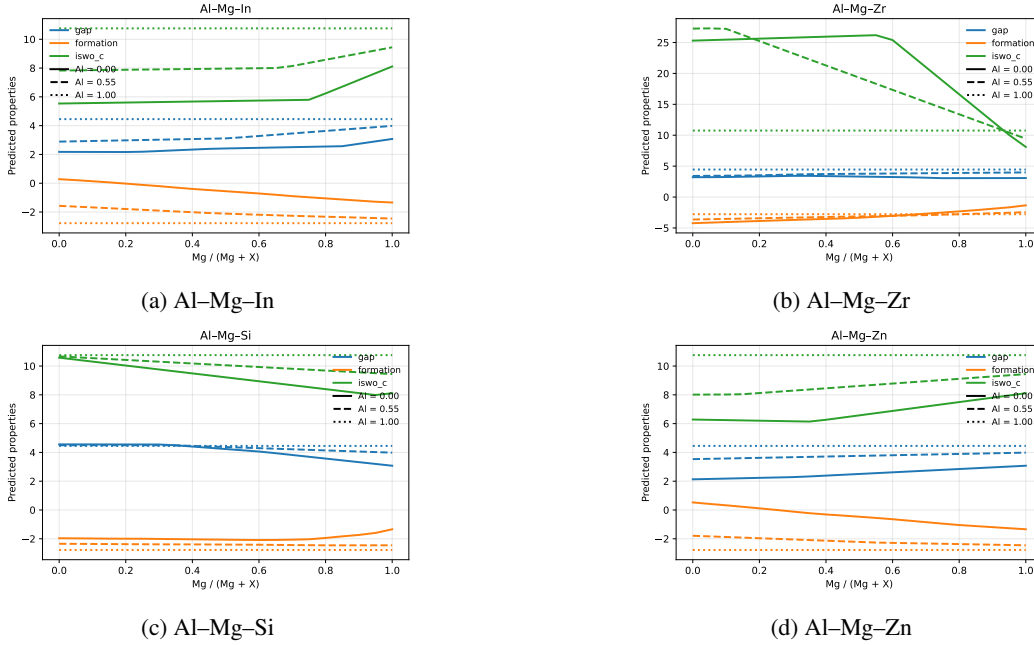 Al–Mg–In
Predicted properties
10
8
6
4
2
0
−2
gap
formation
iswo_c
Al = 0.00
Al = 0.55
Al = 1.00
0.0 0.2 0.4 0.6 0.8 1.0
Mg / (Mg + X)
(a) Al–Mg–In
Al–Mg–Zr
Predicted properties
25
20
15
10
5
0
−5
gap
formation
iswo_c
Al = 0.00
Al = 0.55
Al = 1.00
0.0 0.2 0.4 0.6 0.8 1.0
Mg / (Mg + X)
(b) Al–Mg–Zr
Al–Mg–Si
Predicted properties
10
8
6
4
2
0
−2
gap
formation
iswo_c
Al = 0.00
Al = 0.55
Al = 1.00
0.0 0.2 0.4 0.6 0.8 1.0
Mg / (Mg + X)
(c) Al–Mg–Si
Al–Mg–Zn
Predicted properties
10
8
6
4
2
0
−2
gap
formation
iswo_c
Al = 0.00
Al = 0.55
Al = 1.00
0.0 0.2 0.4 0.6 0.8 1.0
Mg / (Mg + X)
(d) Al–Mg–Zn